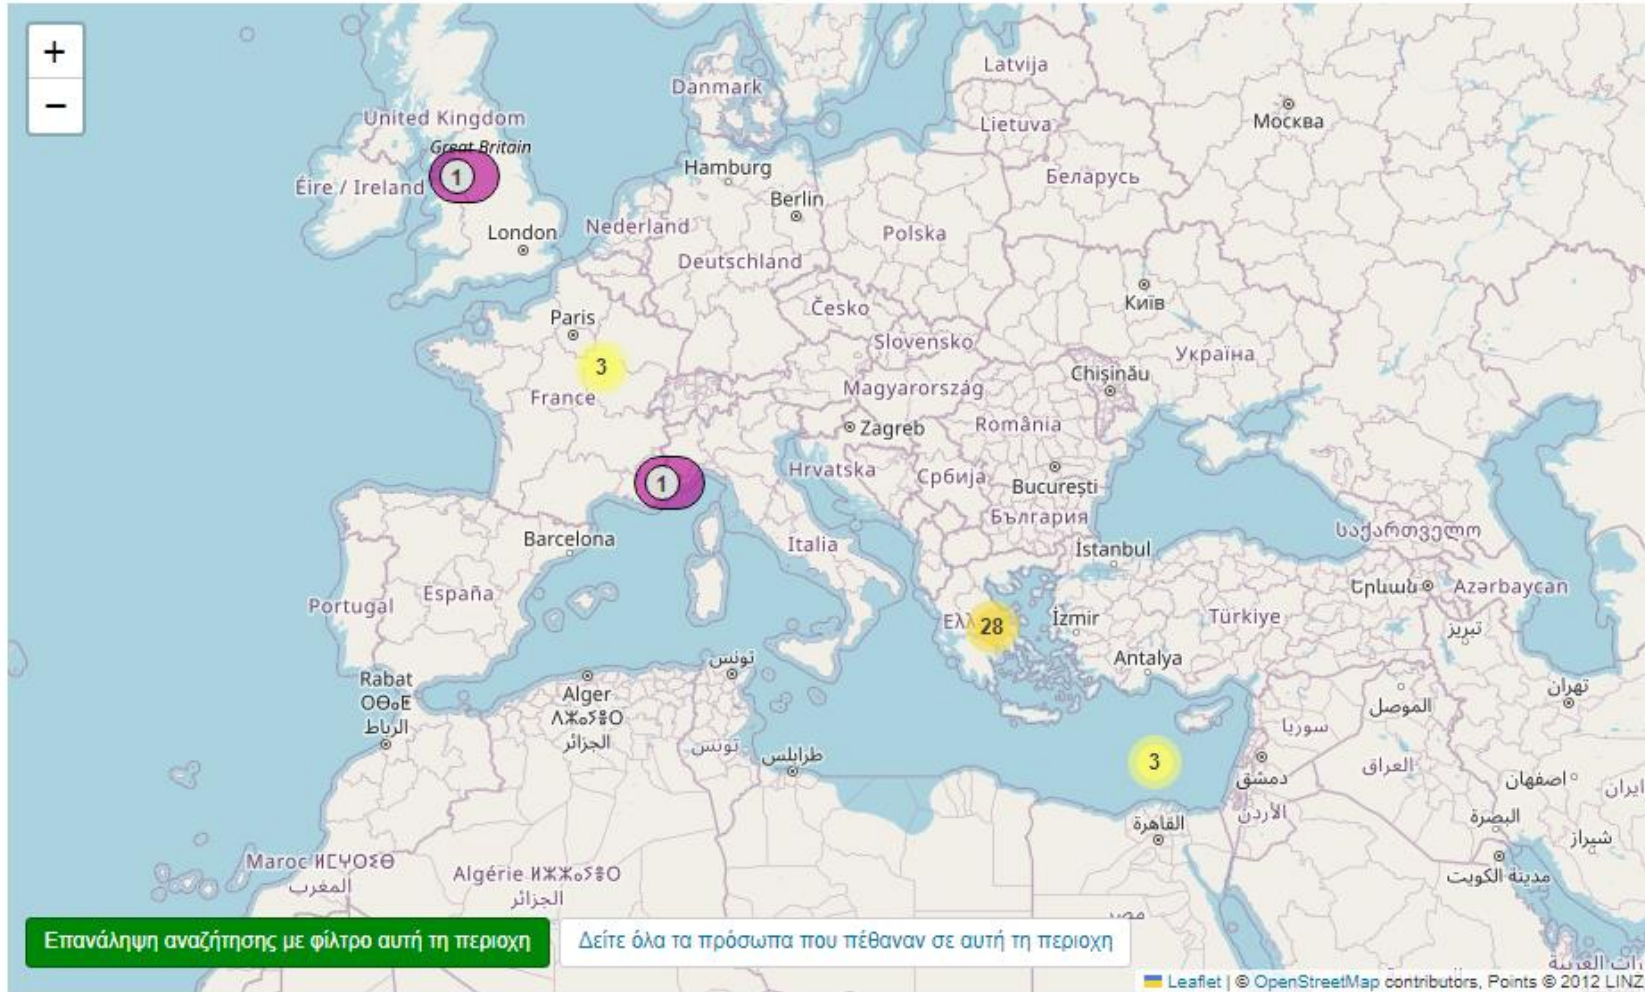 +
−
Latvija
Danmark
Москва
United Kingdom
Lietuva
Great Britain
Hamburg
Беларусь
1
Éire / Ireland
Berlin
London
Nederland
Polska
Deutschland
Київ
Česko
Paris
Slovensko
Україна
3
Chișinău
Magyarország
France
Zagreb
România
Hrvatska
Србија
București
1
България
საქართველო
Barcelona
Italia
İstanbul
Երևան
Azərbaycan
España
Portugal
28
İzmir
Türkiye
تبریز
Antalya
تونس
Rabat
ⵔⴱⴰⵟ
الرباط
Alger
الجزائر
تونس
طرابلس
الموصل
تهران
سوريا
3
دمشق
العراق
اصفهان
ایران
الأردن
القاهرة
البصرة
شیراز
Maroc ⵍⵎⵖⵔⵉⴱ
المغرب
Algérie
الجزائر
مدينة الكويت
Επανάληψη αναζήτησης με φίλτρο αυτή τη περιοχη
Δείτε όλα τα πρόσωπα που πέθαναν σε αυτή τη περιοχη
Leaflet | © OpenStreetMap contributors, Points © 2012 LINZ